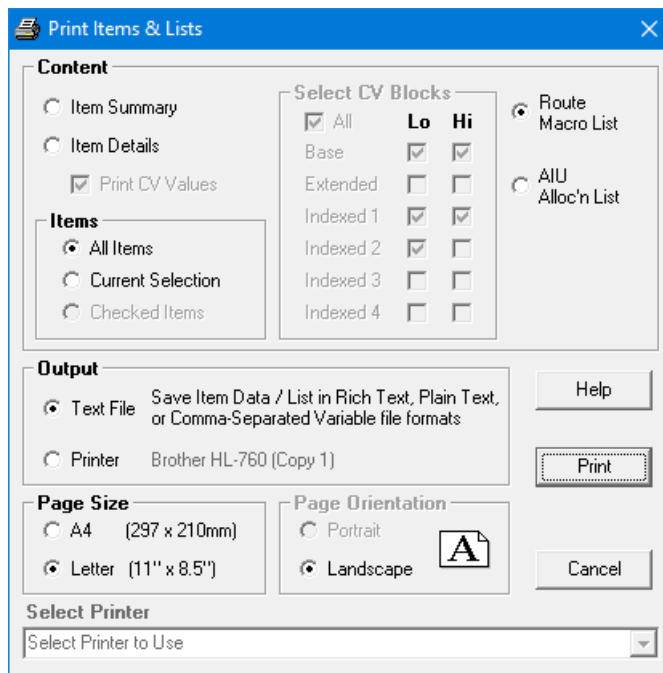 Print Items & Lists
Content
Item Summary
Item Details
Print CV Values
Items
All Items
Current Selection
Checked Items
Select CV Blocks
All Lo Hi
Base
Extended
Indexed 1
Indexed 2
Indexed 3
Indexed 4
Route
Macro List
AIU
Alloc'n List
Output
Text File Save Item Data / List in Rich Text, Plain Text,
or Comma-Separated Variable file formats
Printer Brother HL-760 (Copy 1)
Help
Print
Cancel
Page Size
A4 (297 x 210mm)
Letter (11" x 8.5")
Page Orientation
Portrait
Landscape
A
Select Printer
Select Printer to Use